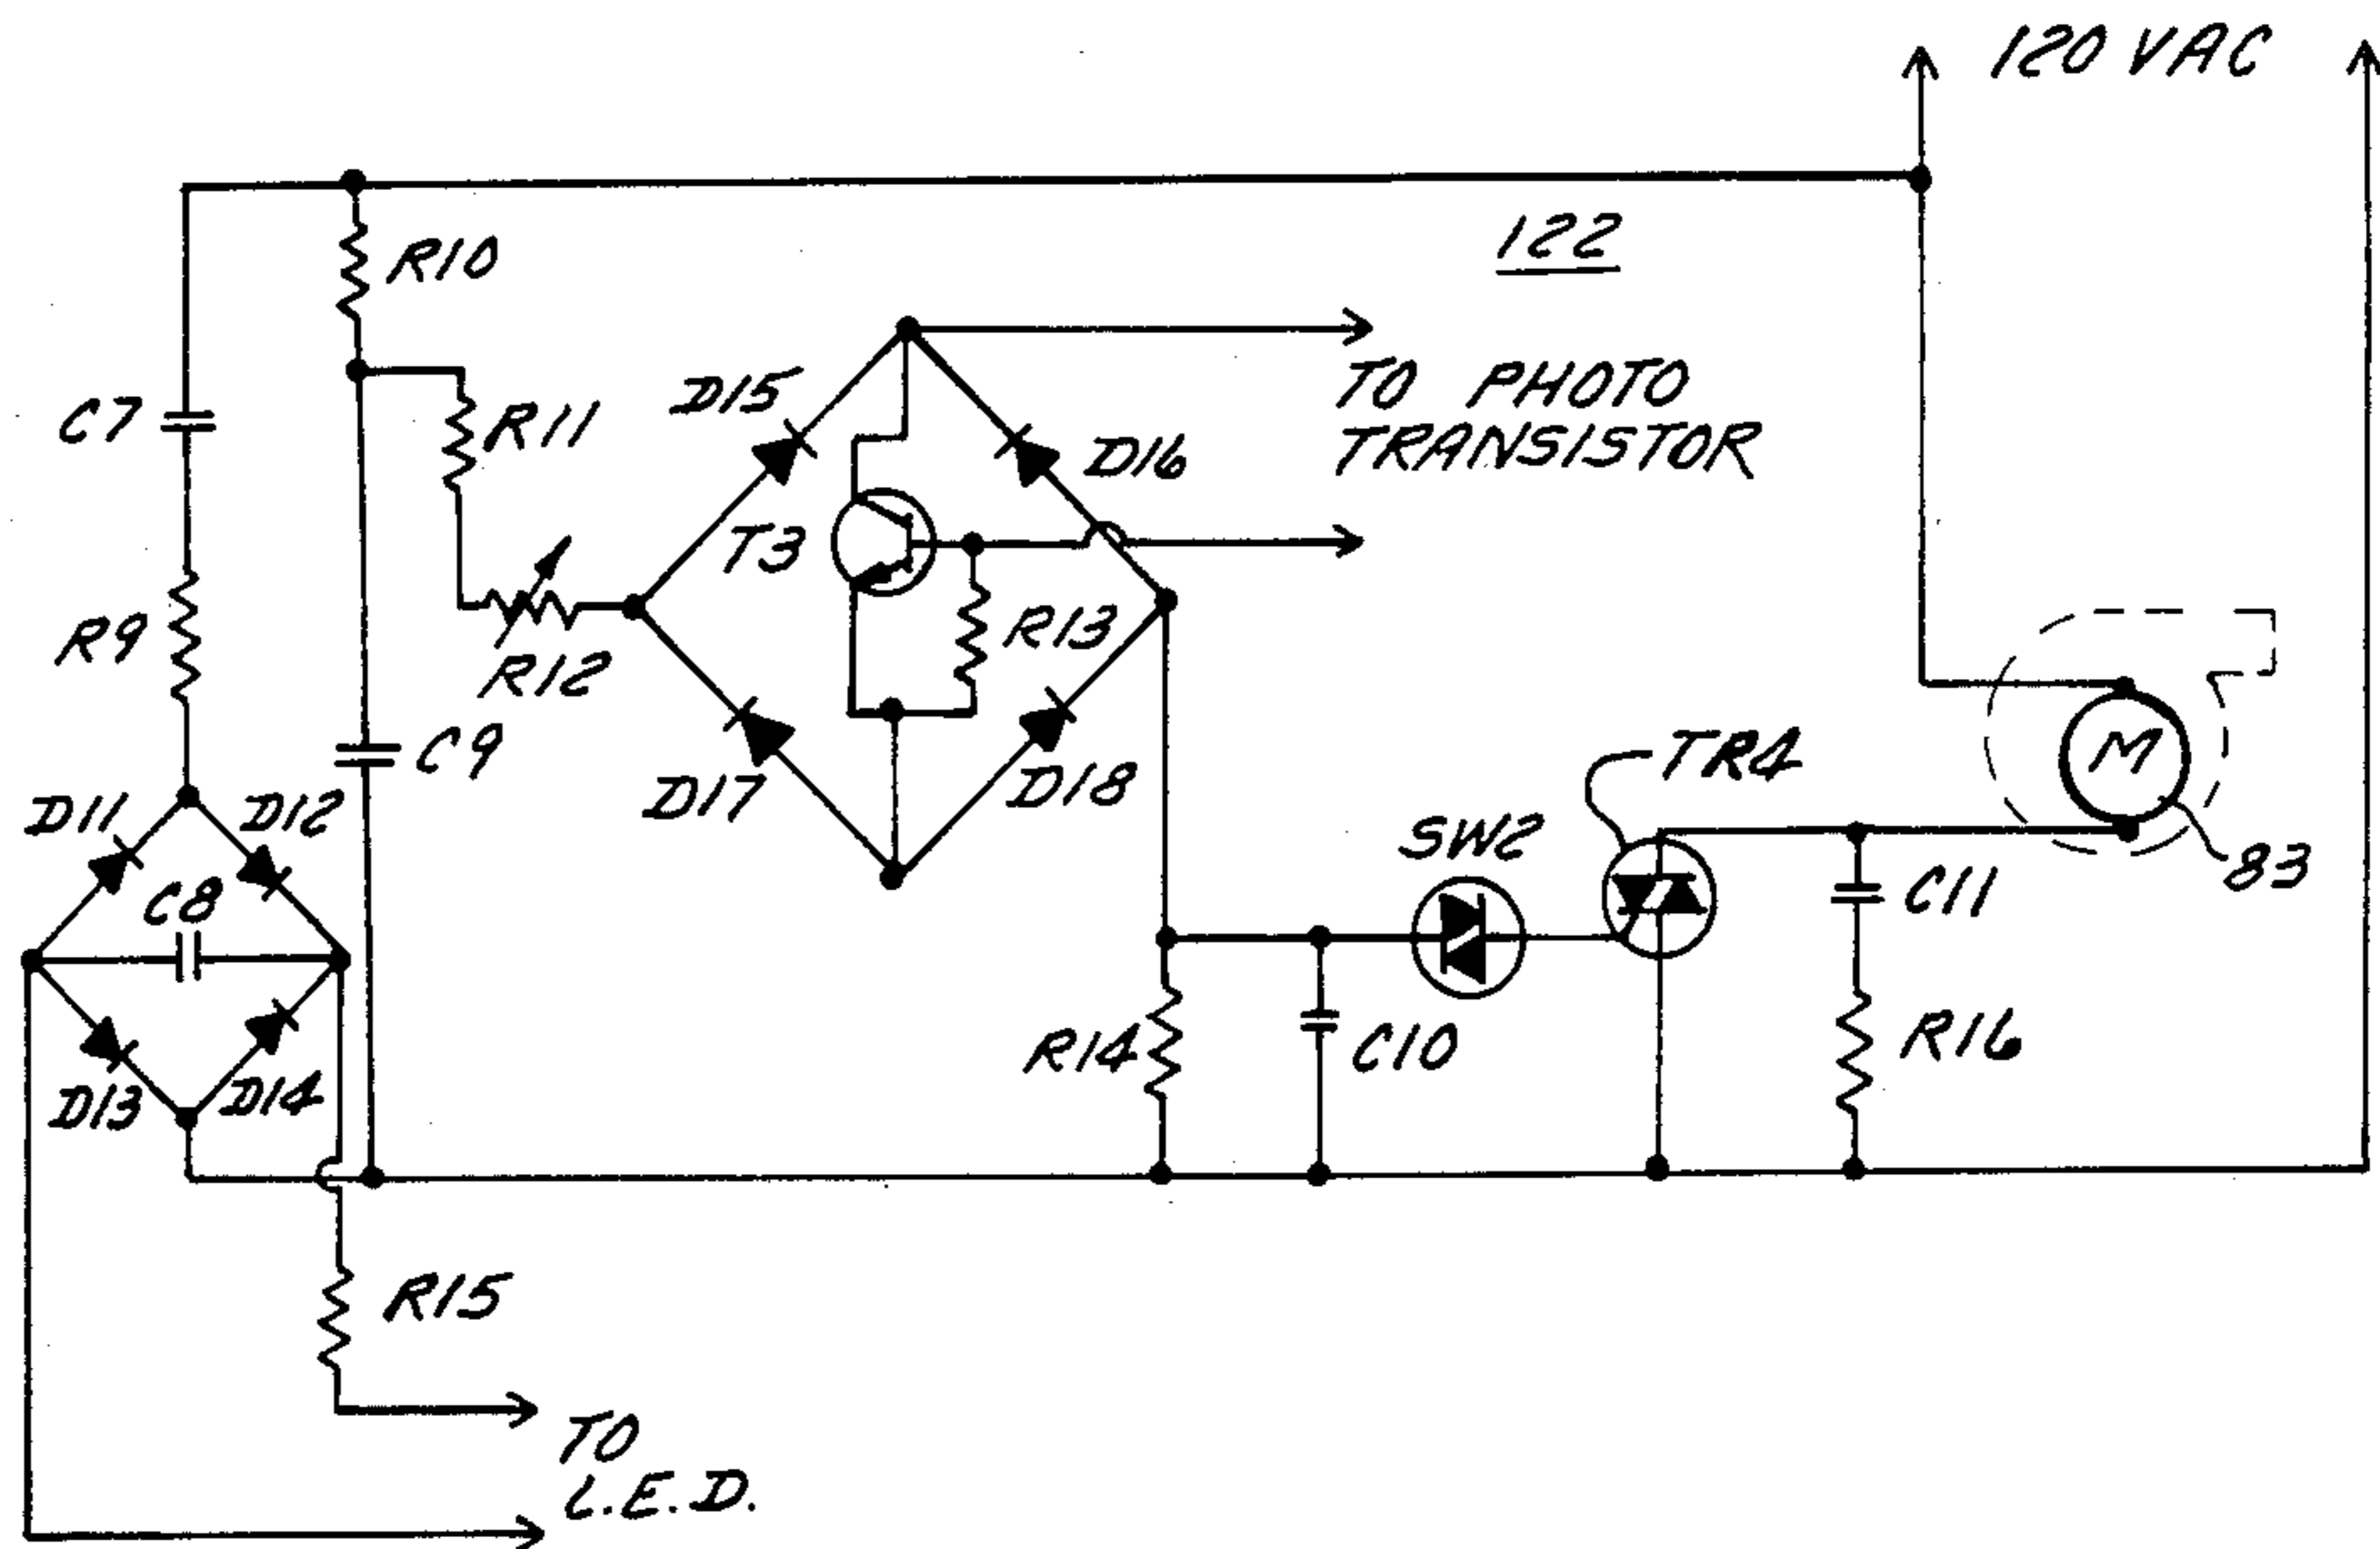 120 VAC
122
R10
D15
TO PHOTO
TRANSISTOR
C7
R11
D16
T3
R13
R9
R12
C9
D17
D18
TR4
M
D11
D12
SW2
83
C8
C11
R14
C10
R16
D13
D14
R15
TO
L.E.D.